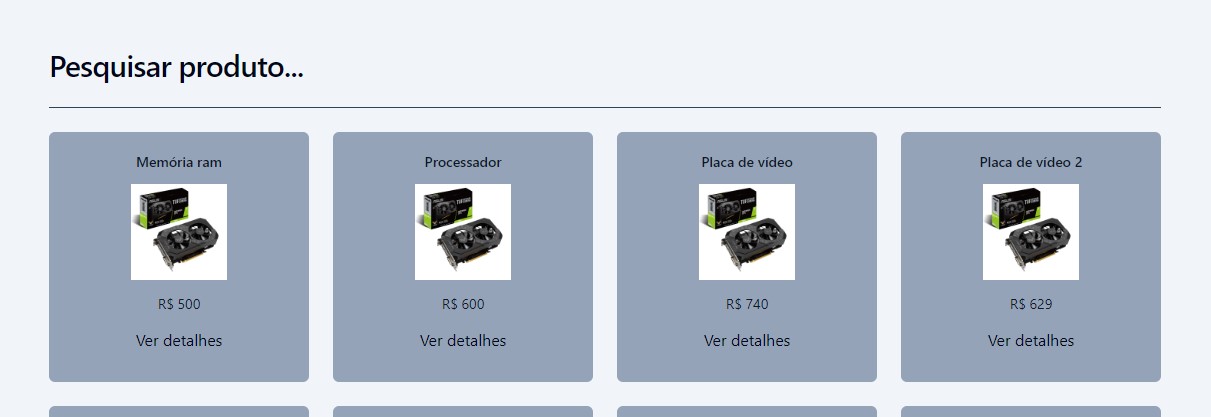 Pesquisar produto...
Memória ram
Processador
Placa de vídeo
Placa de vídeo 2
R$ 500
R$ 600
R$ 740
R$ 629
Ver detalhes
Ver detalhes
Ver detalhes
Ver detalhes